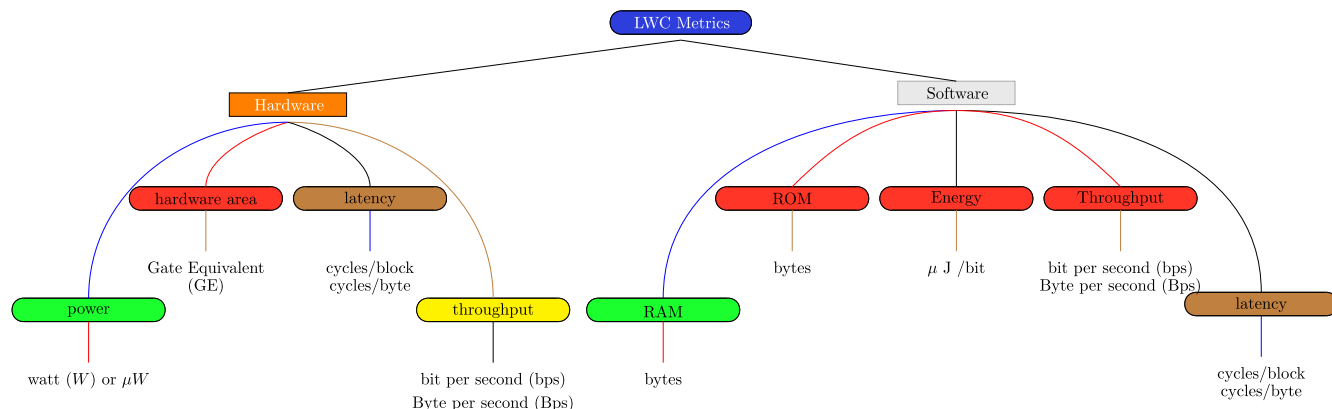 LWC Metrics
Hardware
Software
hardware area
latency
ROM
Energy
Throughput
Gate Equivalent
(GE)
cycles/block
cycles/byte
bytes
μ J /bit
bit per second (bps)
Byte per second (Bps)
power
throughput
RAM
latency
watt (W) or μW
bit per second (bps)
Byte per second (Bps)
bytes
cycles/block
cycles/byte